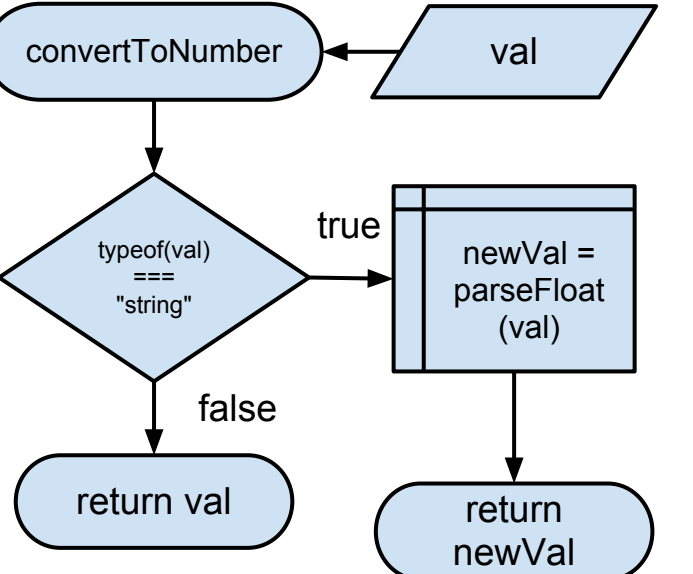 convertToNumber
val
typeof(val)
===
"string"
true
newVal =
parseFloat
(val)
false
return val
return
newVal